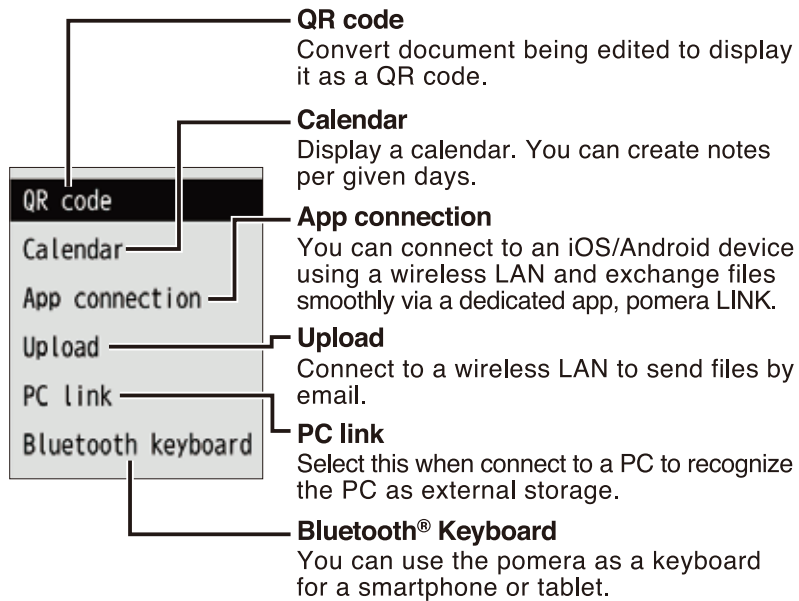 QR code
Convert document being edited to display
it as a QR code.
Calendar
Display a calendar. You can create notes
per given days.
App connection
You can connect to an iOS/Android device
using a wireless LAN and exchange files
smoothly via a dedicated app, pomera LINK.
Upload
Connect to a wireless LAN to send files by
email.
PC link
Select this when connect to a PC to recognize
the PC as external storage.
Bluetooth® Keyboard
You can use the pomera as a keyboard
for a smartphone or tablet.
QR code
Calendar
App connection
Upload
PC link
Bluetooth keyboard